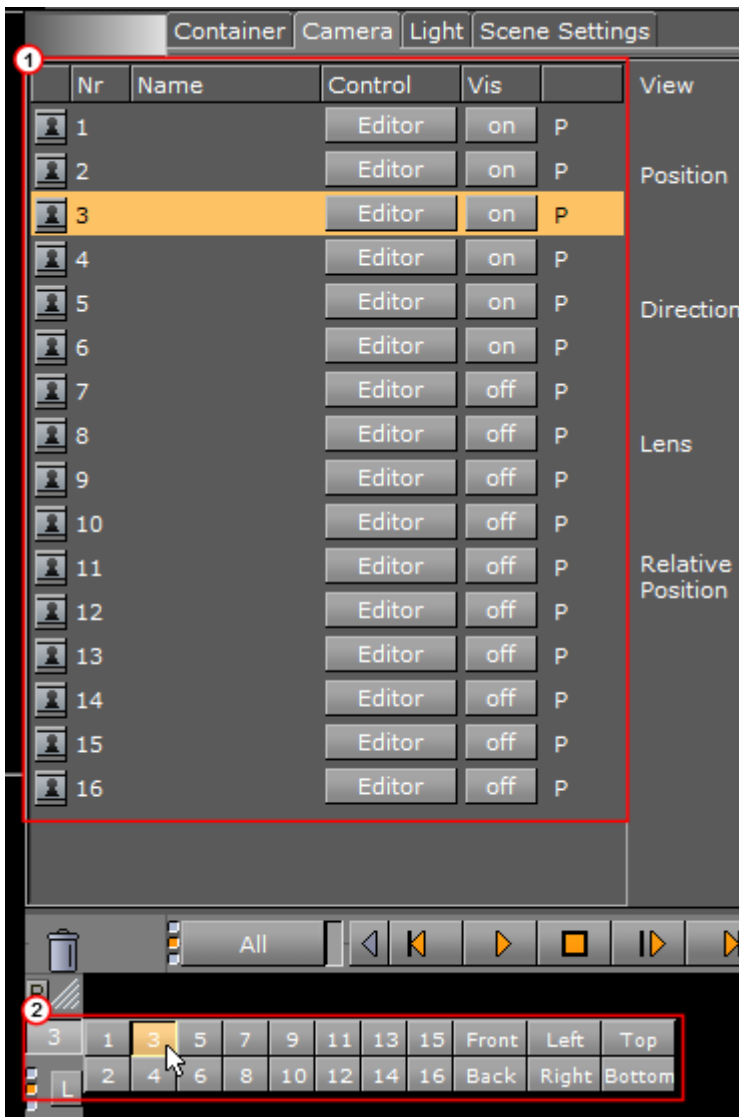 Container Camera Light Scene Settings
1
Nr Name Control Vis View
1 Editor on P
2 Editor on P Position
3 Editor on P
4 Editor on P
5 Editor on P Direction
6 Editor on P
7 Editor off P
8 Editor off P Lens
9 Editor off P
10 Editor off P
11 Editor off P Relative
12 Editor off P Position
13 Editor off P
14 Editor off P
15 Editor off P
16 Editor off P
All
2
3 1 3 5 7 9 11 13 15 Front Left Top
L 2 4 6 8 10 12 14 16 Back Right Bottom